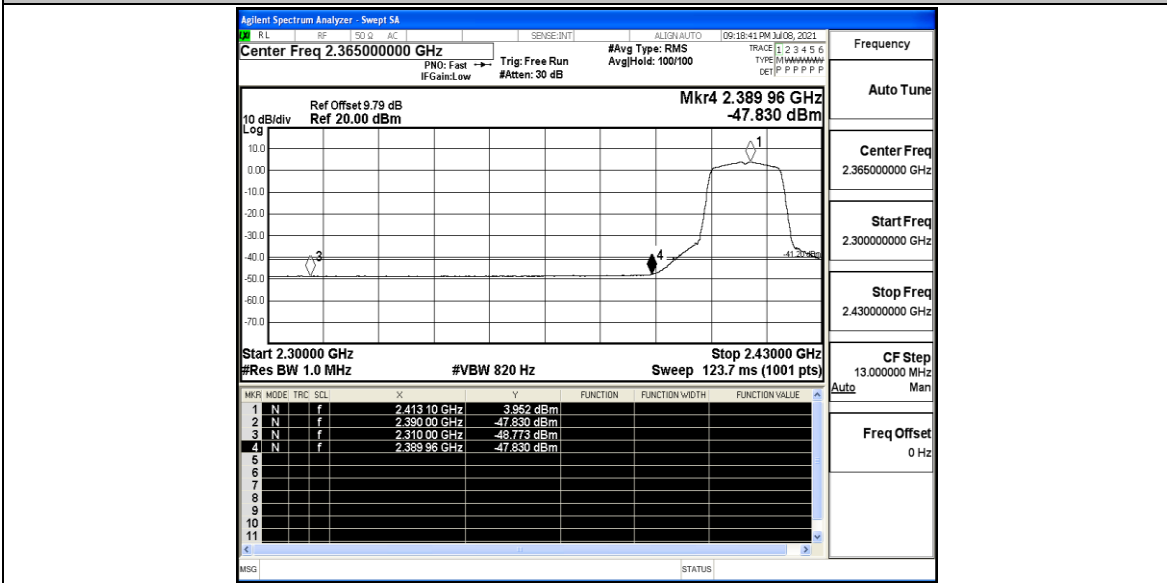 Agilent Spectrum Analyzer - Swept SA
LXI RL RF 50 Ω AC SENSE:INT ALIGNAUTO 09:18:41 PM Jul 08, 2021
Center Freq 2.365000000 GHz
PNO: Fast
IFGain:Low
Trig: Free Run
#Atten: 30 dB
#Avg Type: RMS
Avg|Hold: 100/100
TRACE 1 2 3 4 5 6
TYPE M WWWWW
DET P P P P P P
Frequency
Auto Tune
Center Freq
2.365000000 GHz
Start Freq
2.300000000 GHz
Stop Freq
2.430000000 GHz
CF Step
13.000000 MHz
Auto Man
Freq Offset
0 Hz
Mkr4 2.389 96 GHz
-47.830 dBm
Ref Offset 9.79 dB
10 dB/div Ref 20.00 dBm
Log
10.0
0.00
-10.0
-20.0
-30.0
-40.0
-50.0
-60.0
-70.0
1
3
4
-41.20 dBm
Start 2.30000 GHz Stop 2.43000 GHz
#Res BW 1.0 MHz #VBW 820 Hz Sweep 123.7 ms (1001 pts)
MKR MODE TRC SCL X Y FUNCTION FUNCTION WIDTH FUNCTION VALUE
1 N f 2.413 10 GHz 3.952 dBm
2 N f 2.390 00 GHz -47.830 dBm
3 N f 2.310 00 GHz -48.773 dBm
4 N f 2.389 96 GHz -47.830 dBm
5
6
7
8
9
10
11
MSG STATUS